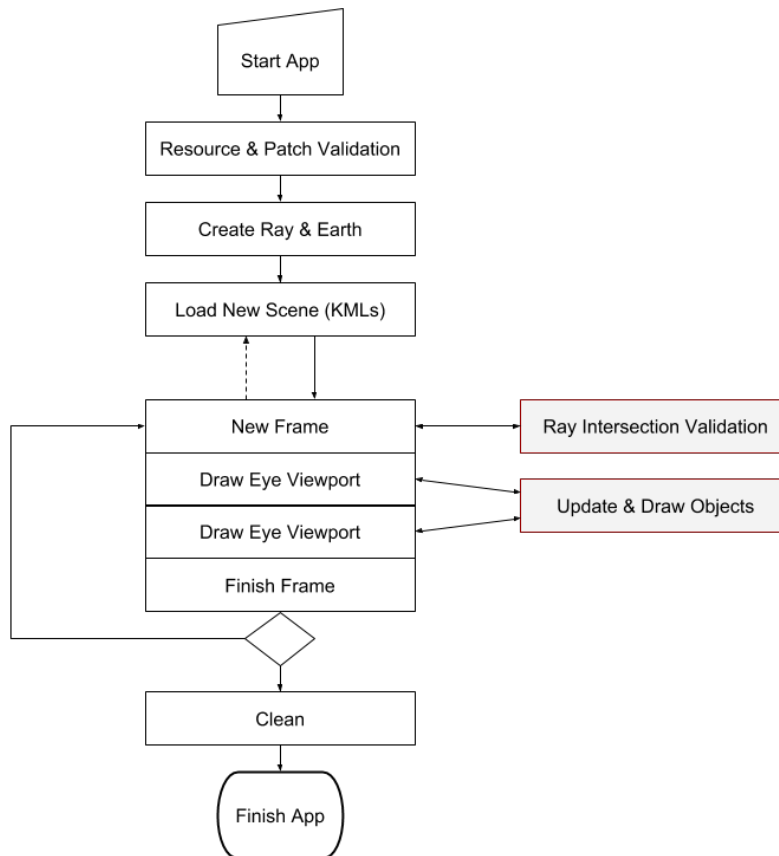 Start App
Resource & Patch Validation
Create Ray & Earth
Load New Scene (KMLs)
New Frame
Ray Intersection Validation
Draw Eye Viewport
Update & Draw Objects
Draw Eye Viewport
Finish Frame
Clean
Finish App